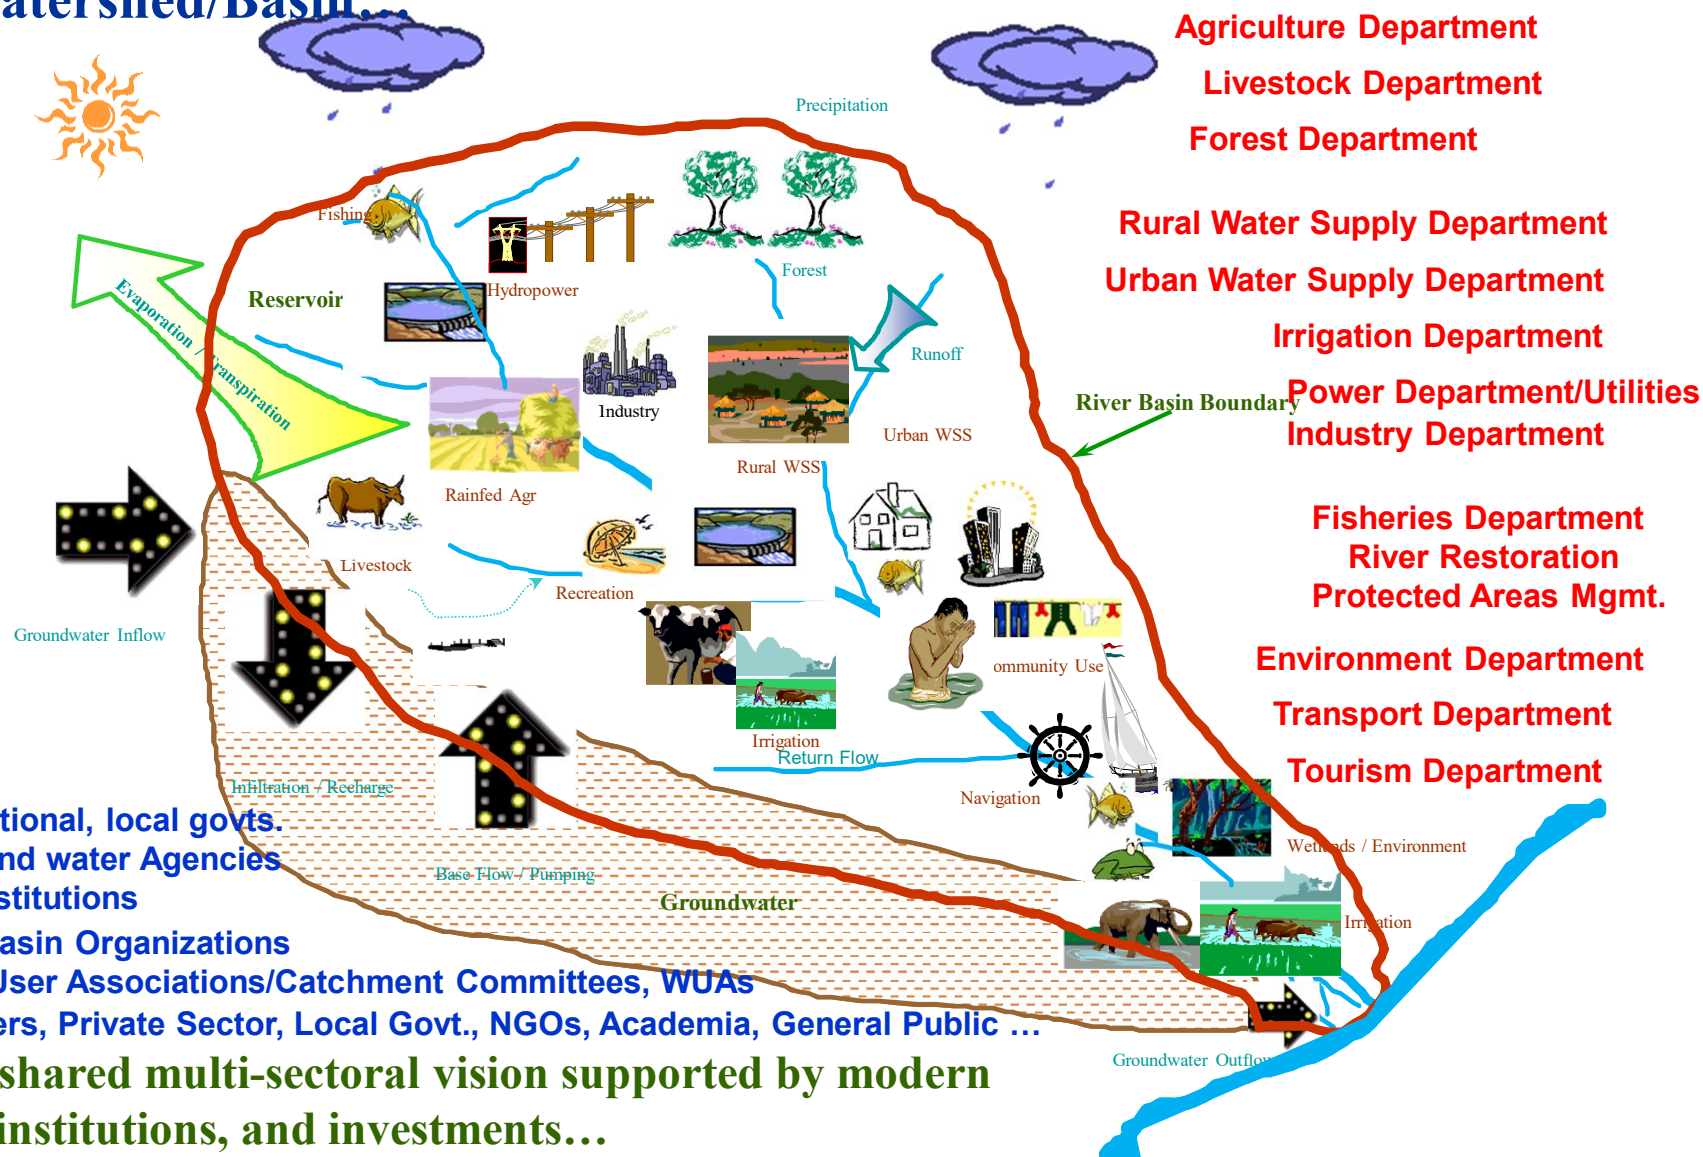 atershed/Basin…
Agriculture Department
Livestock Department
Forest Department
Rural Water Supply Department
Urban Water Supply Department
Irrigation Department
Power Department/Utilities
Industry Department
Fisheries Department
River Restoration
Protected Areas Mgmt.
Environment Department
Transport Department
Tourism Department
Precipitation
Fishing
Hydropower
Forest
Reservoir
Evaporation / Transpiration
Runoff
Industry
River Basin Boundary
Urban WSS
Rural WSS
Rainfed Agr
Livestock
Recreation
Groundwater Inflow
ommunity Use
Irrigation
Return Flow
Navigation
Infiltration / Recharge
Wetlands / Environment
Base Flow / Pumping
Groundwater
Irrigation
Groundwater Outflow
tional, local govts.
nd water Agencies
stitutions
asin Organizations
User Associations/Catchment Committees, WUAs
ers, Private Sector, Local Govt., NGOs, Academia, General Public …
shared multi-sectoral vision supported by modern
institutions, and investments…